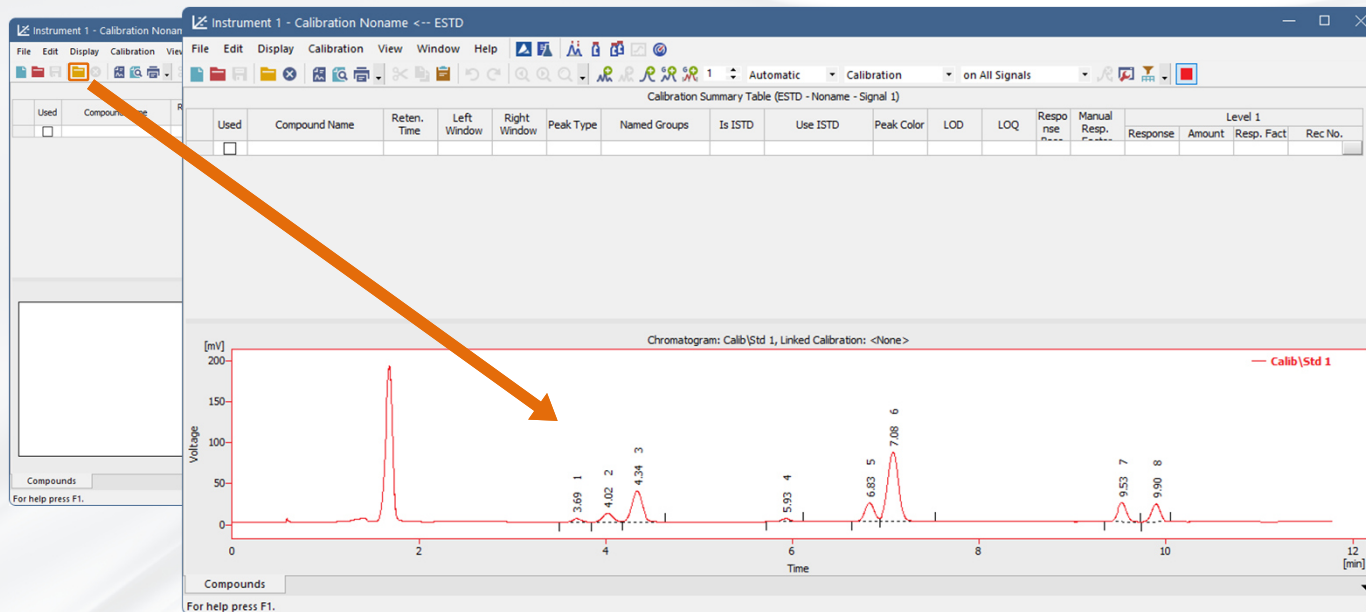 Instrument 1 - Calibration Nonam
File Edit Display Calibration View
Used Compound Name R
Compounds
For help press F1.
Instrument 1 - Calibration Noname <-- ESTD
File Edit Display Calibration View Window Help
1 Automatic Calibration on All Signals
Calibration Summary Table (ESTD - Noname - Signal 1)
Used Compound Name Reten. Time Left Window Right Window Peak Type Named Groups Is ISTD Use ISTD Peak Color LOD LOQ Respo nse Manual Resp. Level 1
Response Amount Resp. Fact Rec No.
Chromatogram: Calib\Std 1, Linked Calibration: <None>
[mV]
Calib\Std 1
200
150
100
50
0
Voltage
3.69 1
4.02 2
4.34 3
5.93 4
6.83 5
7.08 6
9.53 7
9.90 8
0 2 4 6 8 10 12
Time [min]
Compounds
For help press F1.